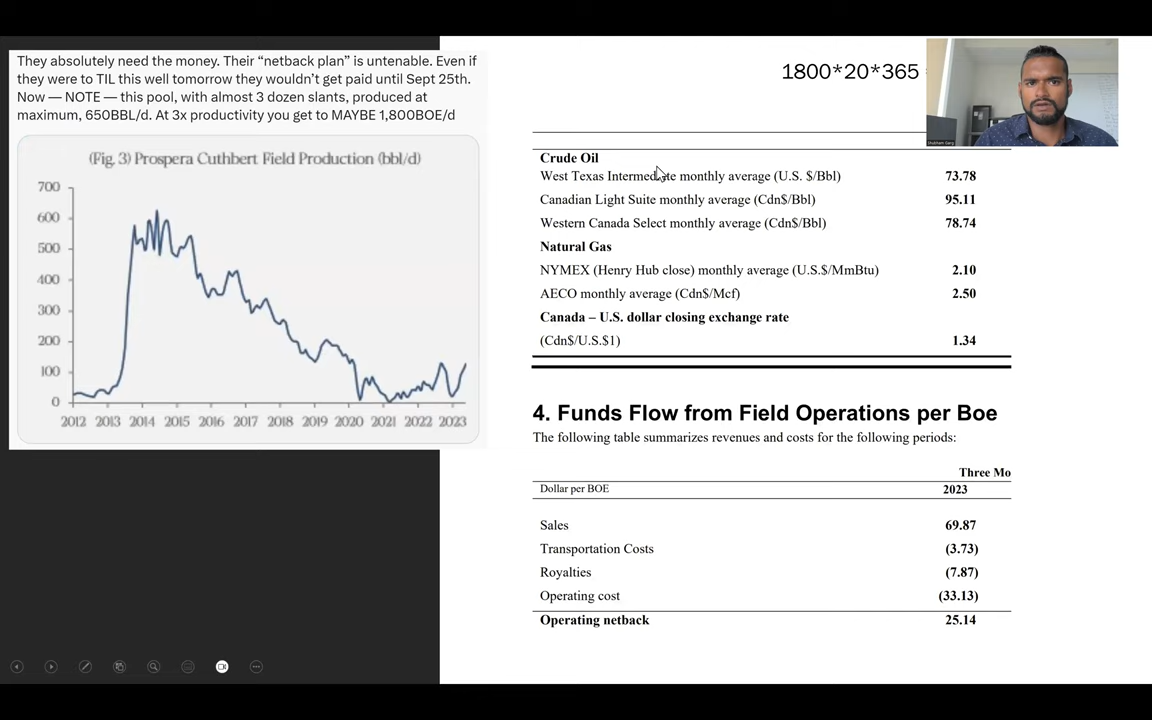 They absolutely need the money. Their “netback plan” is untenable. Even if
they were to TIL this well tomorrow they wouldn’t get paid until Sept 25th.
Now — NOTE — this pool, with almost 3 dozen slants, produced at
maximum, 650BBL/d. At 3x productivity you get to MAYBE 1,800BOE/d
(Fig. 3) Prospera Cuthbert Field Production (bbl/d)
700
600
500
400
300
200
100
0
2012 2013 2014 2015 2016 2017 2018 2019 2020 2021 2022 2023
1800*20*365
Crude Oil
West Texas Intermediate monthly average (U.S. $/Bbl) 73.78
Canadian Light Suite monthly average (Cdn$/Bbl) 95.11
Western Canada Select monthly average (Cdn$/Bbl) 78.74
Natural Gas
NYMEX (Henry Hub close) monthly average (U.S.$/MmBtu) 2.10
AECO monthly average (Cdn$/Mcf) 2.50
Canada – U.S. dollar closing exchange rate
(Cdn$/U.S.$1) 1.34
4. Funds Flow from Field Operations per Boe
The following table summarizes revenues and costs for the following periods:
Three Mo
Dollar per BOE 2023
Sales 69.87
Transportation Costs (3.73)
Royalties (7.87)
Operating cost (33.13)
Operating netback 25.14